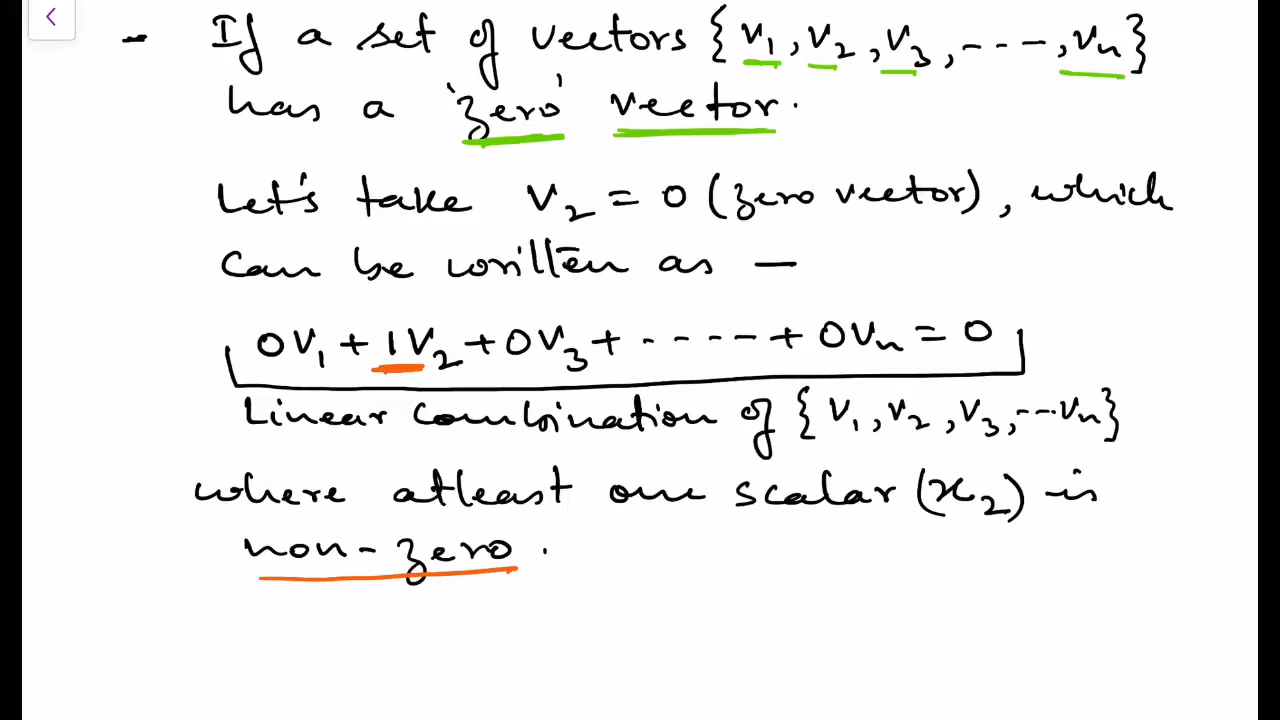 - If a set of vectors {v₁, v₂, v₃, ----, vₙ}
has a 'zero' vector.
Let's take v₂ = 0 (zero vector), which
can be written as —
0v₁ + 1v₂ + 0v₃ + ----- + 0vₙ = 0
Linear combination of {v₁, v₂, v₃, ---vₙ}
where atleast one scalar (x₂) is
non-zero.